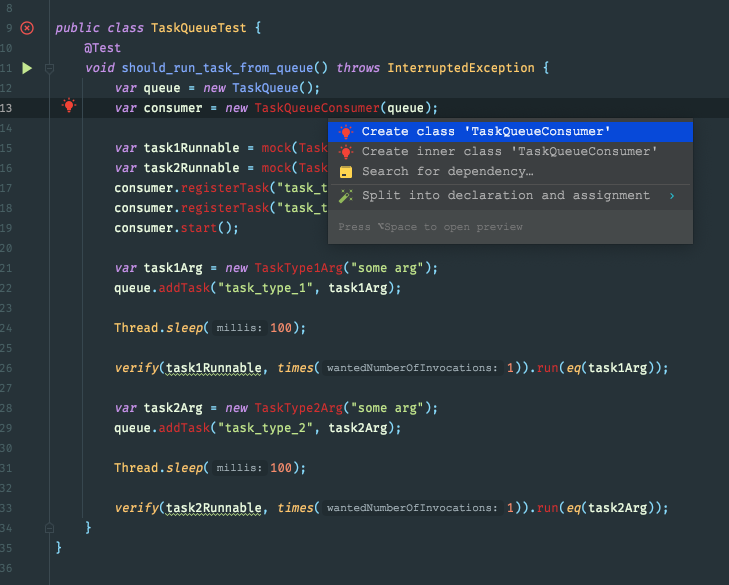 8
9 public class TaskQueueTest {
10 @Test
11 void should_run_task_from_queue() throws InterruptedException {
12 var queue = new TaskQueue();
13 var consumer = new TaskQueueConsumer(queue);
14
Create class 'TaskQueueConsumer'
15 var task1Runnable = mock(Task
Create inner class 'TaskQueueConsumer'
16 var task2Runnable = mock(Task
Search for dependency…
17 consumer.registerTask("task_t
Split into declaration and assignment
18 consumer.registerTask("task_t
19 consumer.start();
Press ⌥Space to open preview
20
21 var task1Arg = new TaskType1Arg("some arg");
22 queue.addTask("task_type_1", task1Arg);
23
24 Thread.sleep( millis: 100);
25
26 verify(task1Runnable, times( wantedNumberOfInvocations: 1)).run(eq(task1Arg));
27
28 var task2Arg = new TaskType2Arg("some arg");
29 queue.addTask("task_type_2", task2Arg);
30
31 Thread.sleep( millis: 100);
32
33 verify(task2Runnable, times( wantedNumberOfInvocations: 1)).run(eq(task2Arg));
34 }
35 }
36